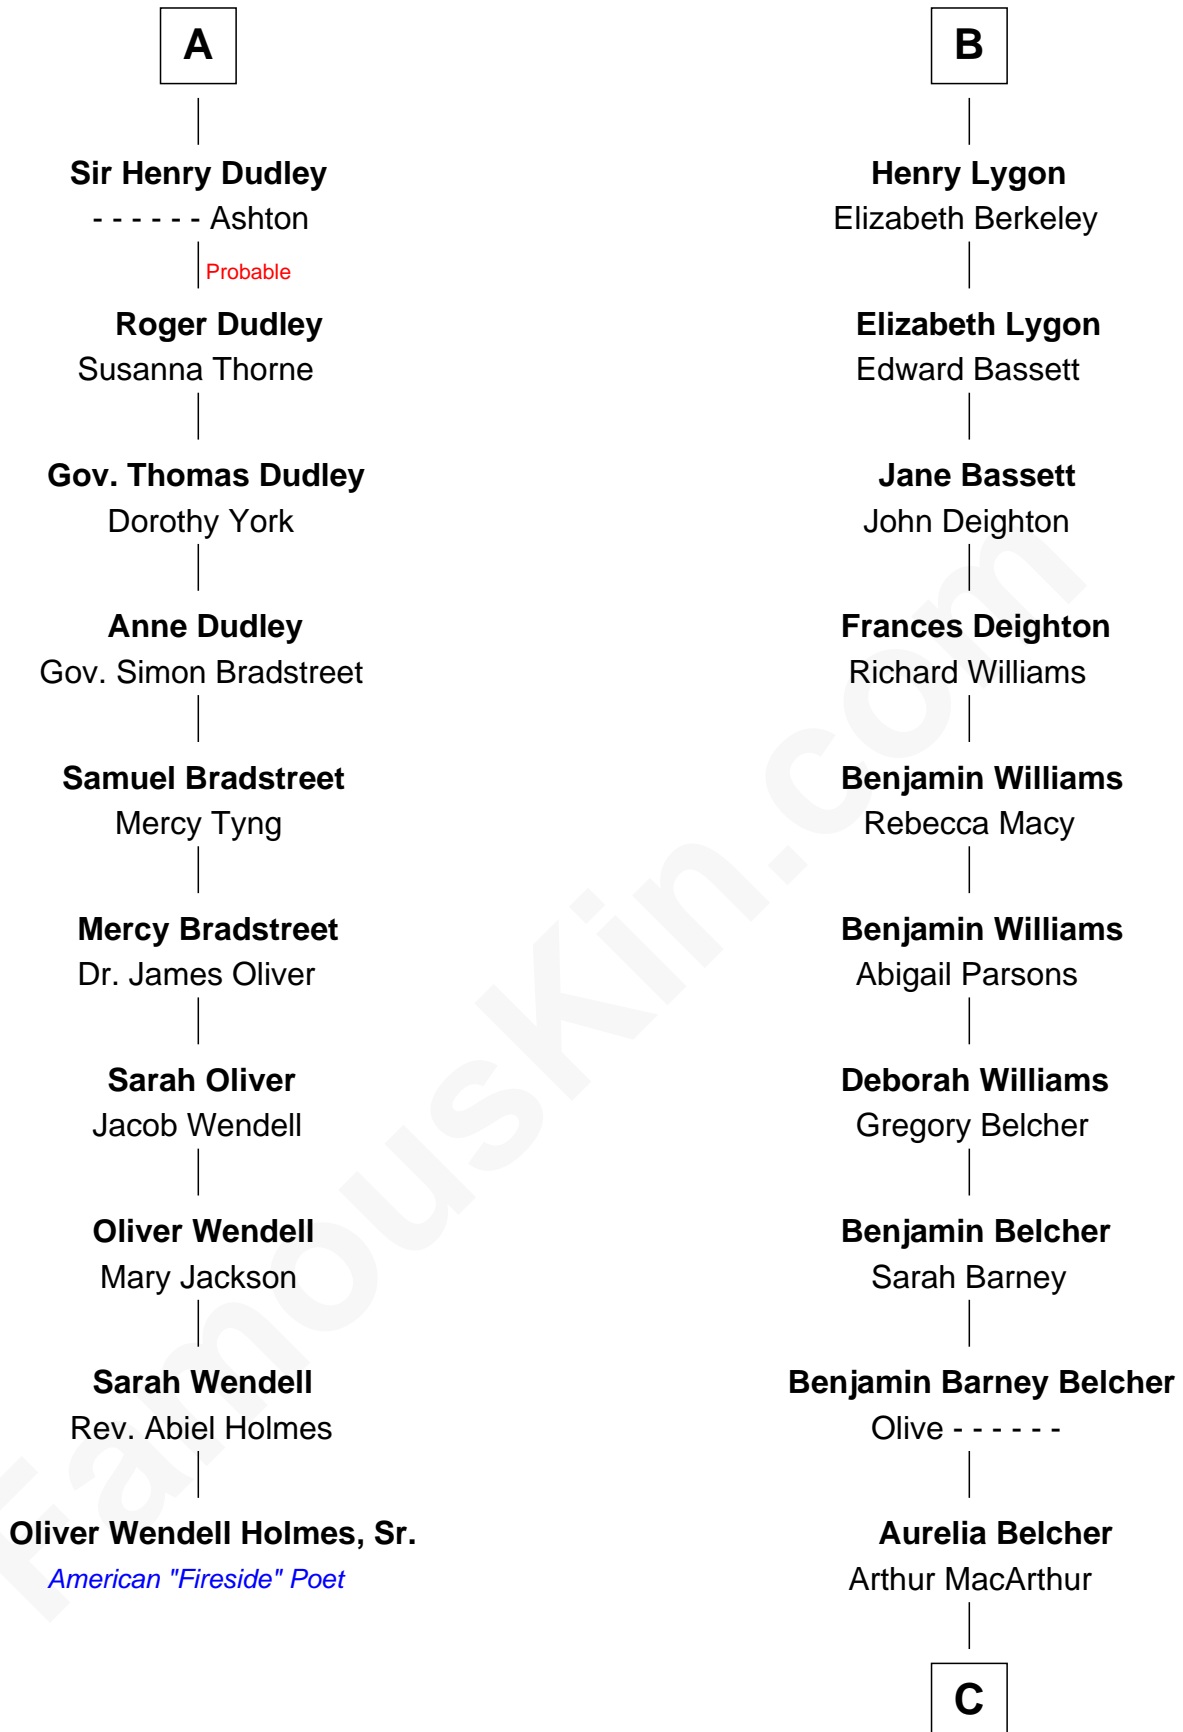 A
Sir Henry Dudley
- - - - - - Ashton
Probable
Roger Dudley
Susanna Thorne
Gov. Thomas Dudley
Dorothy York
Anne Dudley
Gov. Simon Bradstreet
Samuel Bradstreet
Mercy Tyng
Mercy Bradstreet
Dr. James Oliver
Sarah Oliver
Jacob Wendell
Oliver Wendell
Mary Jackson
Sarah Wendell
Rev. Abiel Holmes
Oliver Wendell Holmes, Sr.
American "Fireside" Poet
B
Henry Lygon
Elizabeth Berkeley
Elizabeth Lygon
Edward Bassett
Jane Bassett
John Deighton
Frances Deighton
Richard Williams
Benjamin Williams
Rebecca Macy
Benjamin Williams
Abigail Parsons
Deborah Williams
Gregory Belcher
Benjamin Belcher
Sarah Barney
Benjamin Barney Belcher
Olive - - - - - -
Aurelia Belcher
Arthur MacArthur
C
FamousKin.com